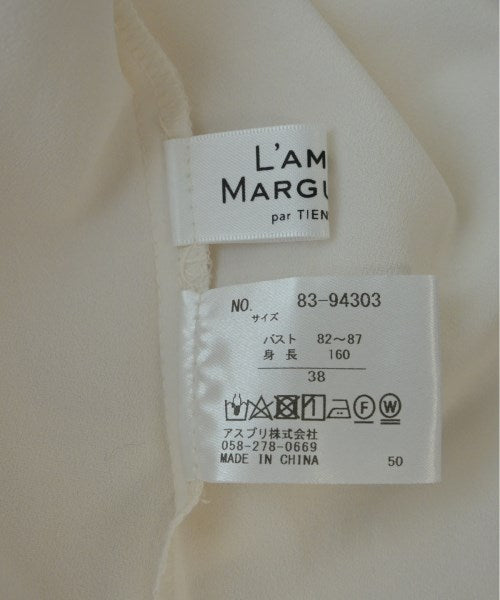 L'AM
MARGU
par TIEN
NO. 83-94303
サイズ
バスト 82～87
身長 160
38
F W
アスプリ株式会社
058-278-0669
MADE IN CHINA 50